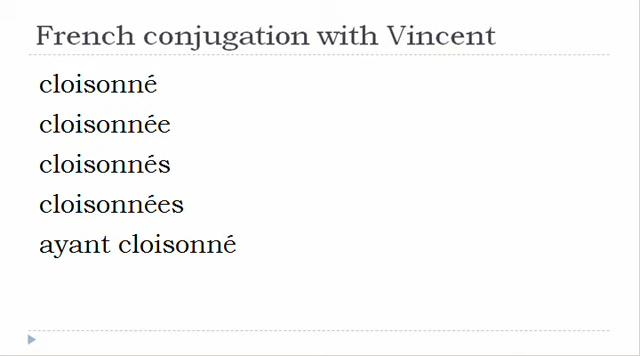 French conjugation with Vincent
cloisonné
cloisonnée
cloisonnés
cloisonnées
ayant cloisonné